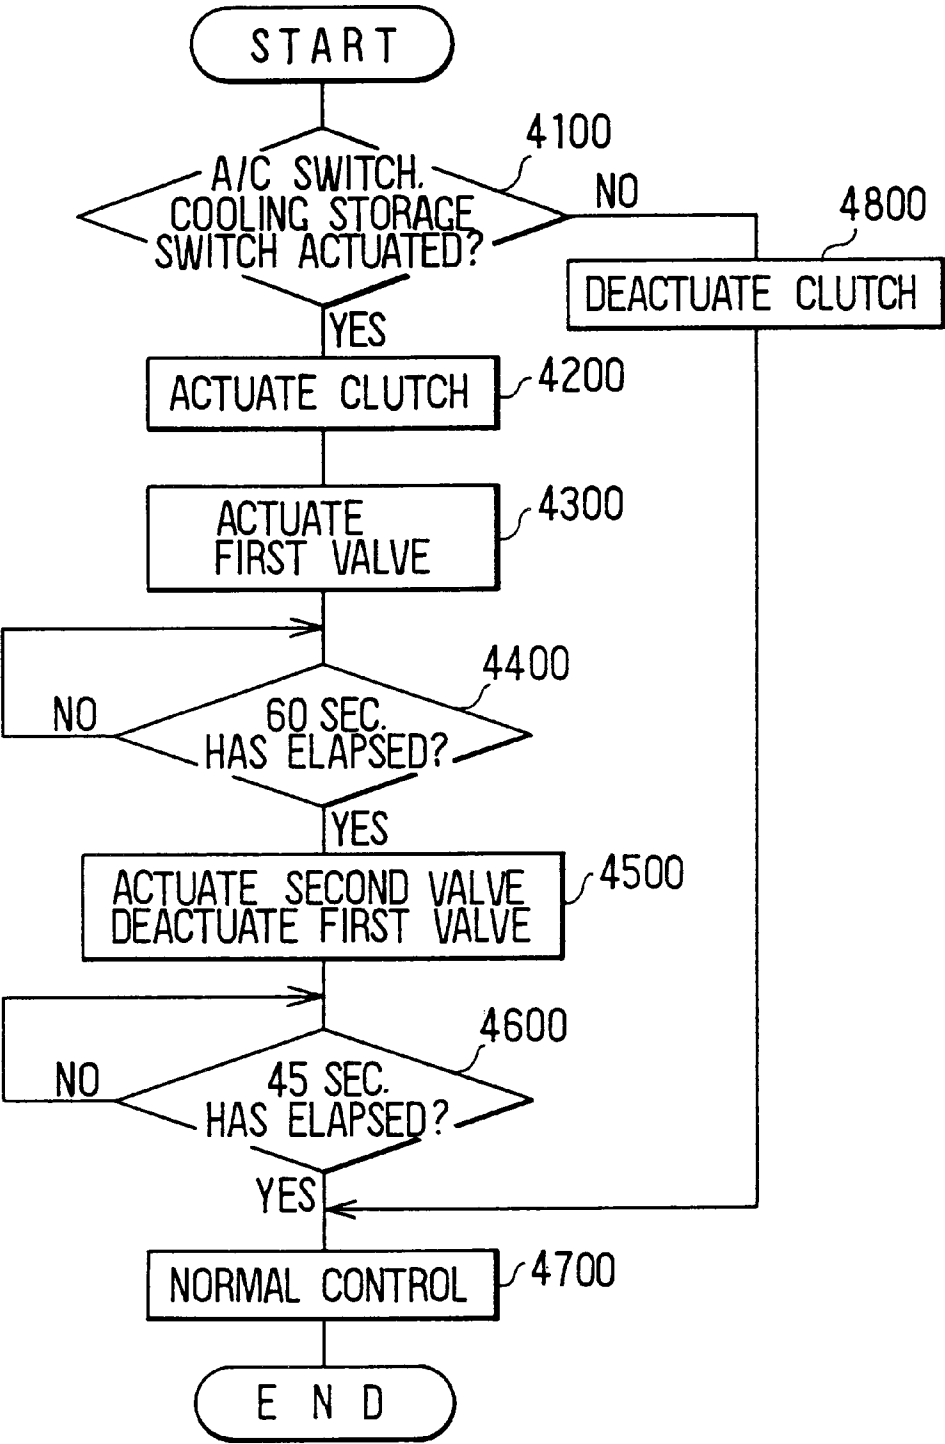 START
4100
A/C SWITCH.
COOLING STORAGE
SWITCH ACTUATED?
NO
4800
DEACTUATE CLUTCH
YES
ACTUATE CLUTCH
4200
ACTUATE
FIRST VALVE
4300
4400
60 SEC.
HAS ELAPSED?
NO
YES
ACTUATE SECOND VALVE
DEACTUATE FIRST VALVE
4500
4600
45 SEC.
HAS ELAPSED?
NO
YES
NORMAL CONTROL
4700
END